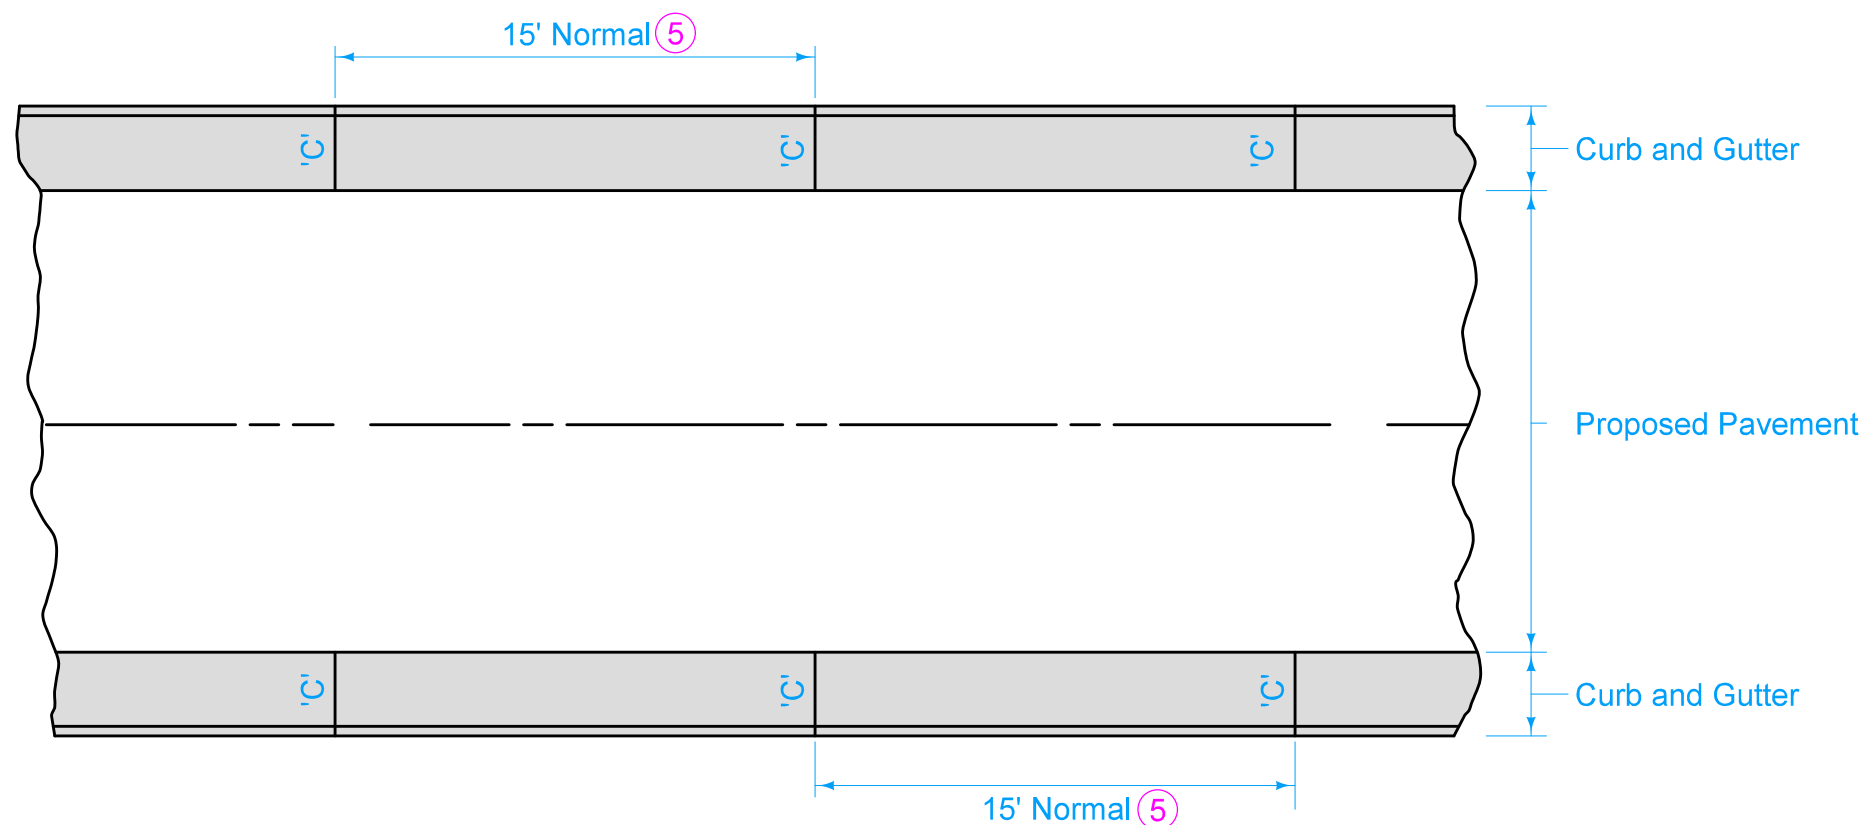 15' Normal 5
'C' 'C' 'C'
Curb and Gutter
Proposed Pavement
'C' 'C' 'C'
Curb and Gutter
15' Normal 5